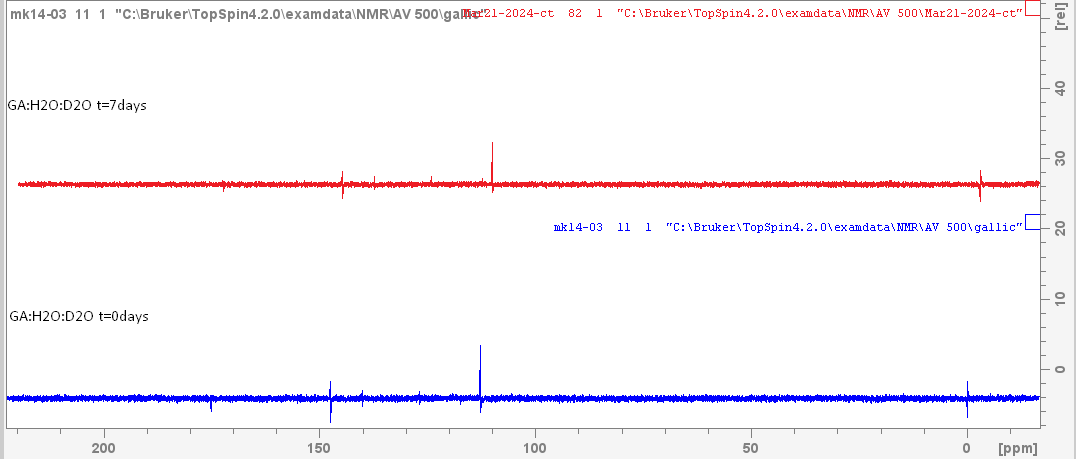 mk14-03 11 1 "C:\Bruker\TopSpin4.2.0\examdata\NMR\AV 500\gallic"
Mar21-2024-ct 82 1 "C:\Bruker\TopSpin4.2.0\examdata\NMR\AV 500\Mar21-2024-ct"
[rel]
GA:H2O:D2O t=7days
40
30
mk14-03 11 1 "C:\Bruker\TopSpin4.2.0\examdata\NMR\AV 500\gallic"
20
10
GA:H2O:D2O t=0days
0
200 150 100 50 0 [ppm]